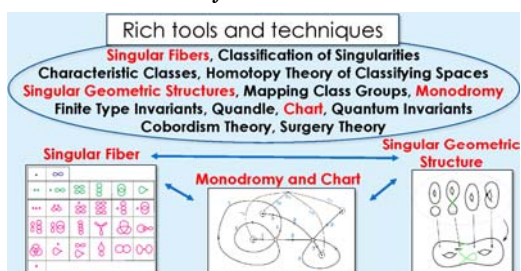 Rich tools and techniques
Singular Fibers, Classification of Singularities
Characteristic Classes, Homotopy Theory of Classifying Spaces
Singular Geometric Structures, Mapping Class Groups, Monodromy
Finite Type Invariants, Quandle, Chart, Quantum Invariants
Cobordism Theory, Surgery Theory
Singular Fiber
Monodromy and Chart
Singular Geometric
Structure